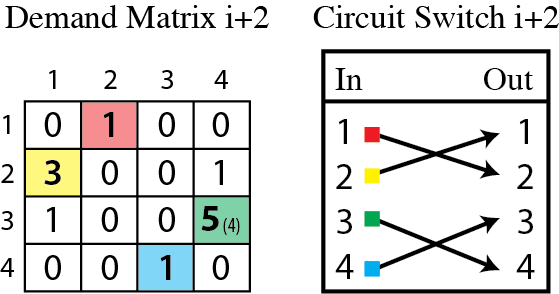 Demand Matrix i+2
Circuit Switch i+2
1 2 3 4
1 0 1 0 0
2 3 0 0 1
3 1 0 0 5(4)
4 0 0 1 0
In Out
1 1
2 2
3 3
4 4